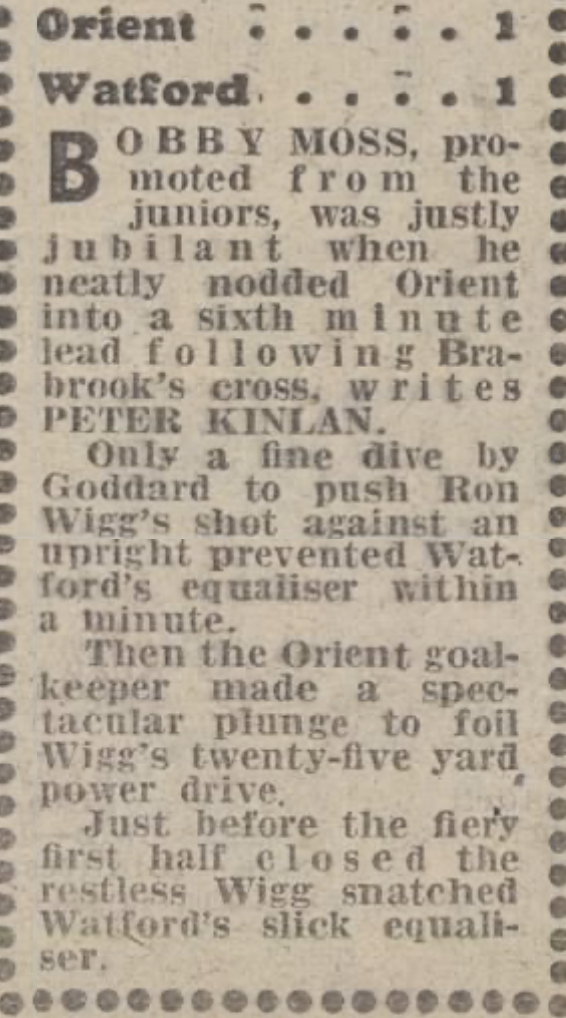 Orient . . . . . 1
Watford . . . . . 1
BOBBY MOSS, pro-
moted from the
juniors, was justly
jubilant when he
neatly nodded Orient
into a sixth minute
lead following Bra-
brook's cross, writes
PETER KINLAN.
Only a fine dive by
Goddard to push Ron
Wigg's shot against an
upright prevented Wat-
ford's equaliser within
a minute.
Then the Orient goal-
keeper made a spec-
tacular plunge to foil
Wigg's twenty-five yard
power drive.
Just before the fiery
first half closed the
restless Wigg snatched
Watford's slick equali-
ser.